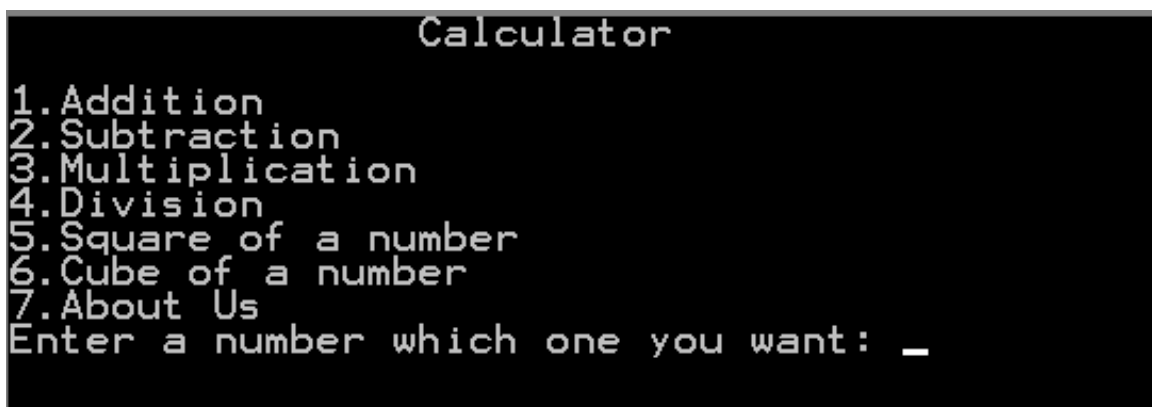 Calculator
1.Addition
2.Subtraction
3.Multiplication
4.Division
5.Square of a number
6.Cube of a number
7.About Us
Enter a number which one you want: _